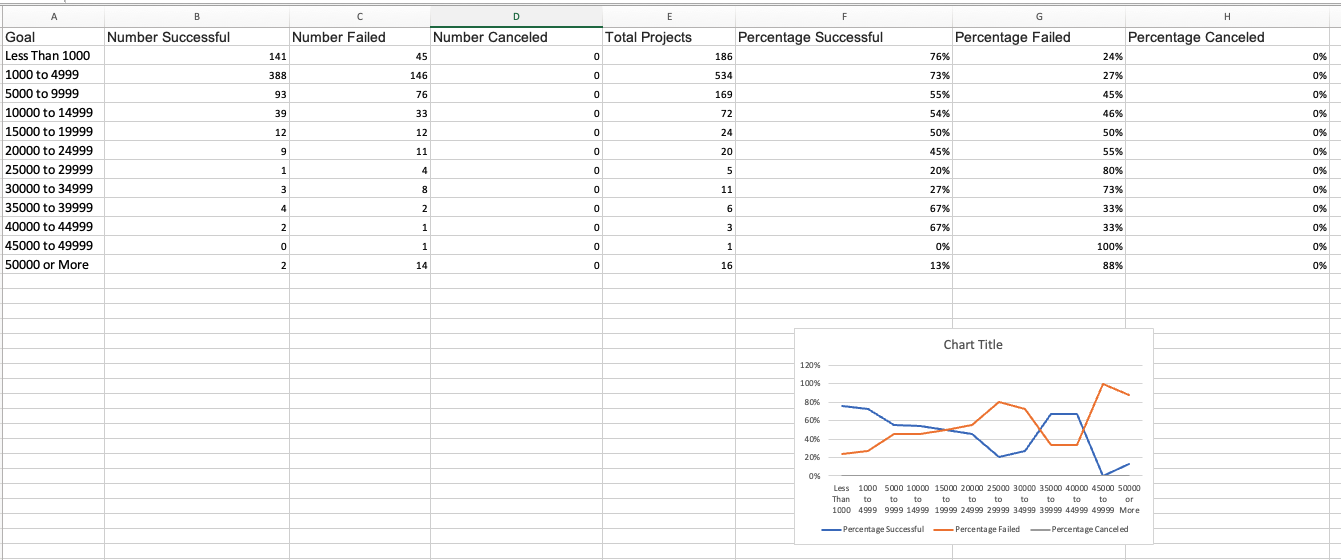 A B C D E F G H
Goal Number Successful Number Failed Number Canceled Total Projects Percentage Successful Percentage Failed Percentage Canceled
Less Than 1000 141 45 0 186 76% 24% 0%
1000 to 4999 388 146 0 534 73% 27% 0%
5000 to 9999 93 76 0 169 55% 45% 0%
10000 to 14999 39 33 0 72 54% 46% 0%
15000 to 19999 12 12 0 24 50% 50% 0%
20000 to 24999 9 11 0 20 45% 55% 0%
25000 to 29999 1 4 0 5 20% 80% 0%
30000 to 34999 3 8 0 11 27% 73% 0%
35000 to 39999 4 2 0 6 67% 33% 0%
40000 to 44999 2 1 0 3 67% 33% 0%
45000 to 49999 0 1 0 1 0% 100% 0%
50000 or More 2 14 0 16 13% 88% 0%
Chart Title
120%
100%
80%
60%
40%
20%
0%
Less 1000 5000 10000 15000 20000 25000 30000 35000 40000 45000 50000
Than to to to to to to to to to to or
1000 4999 9999 14999 19999 24999 29999 34999 39999 44999 49999 More
Percentage Successful Percentage Failed Percentage Canceled